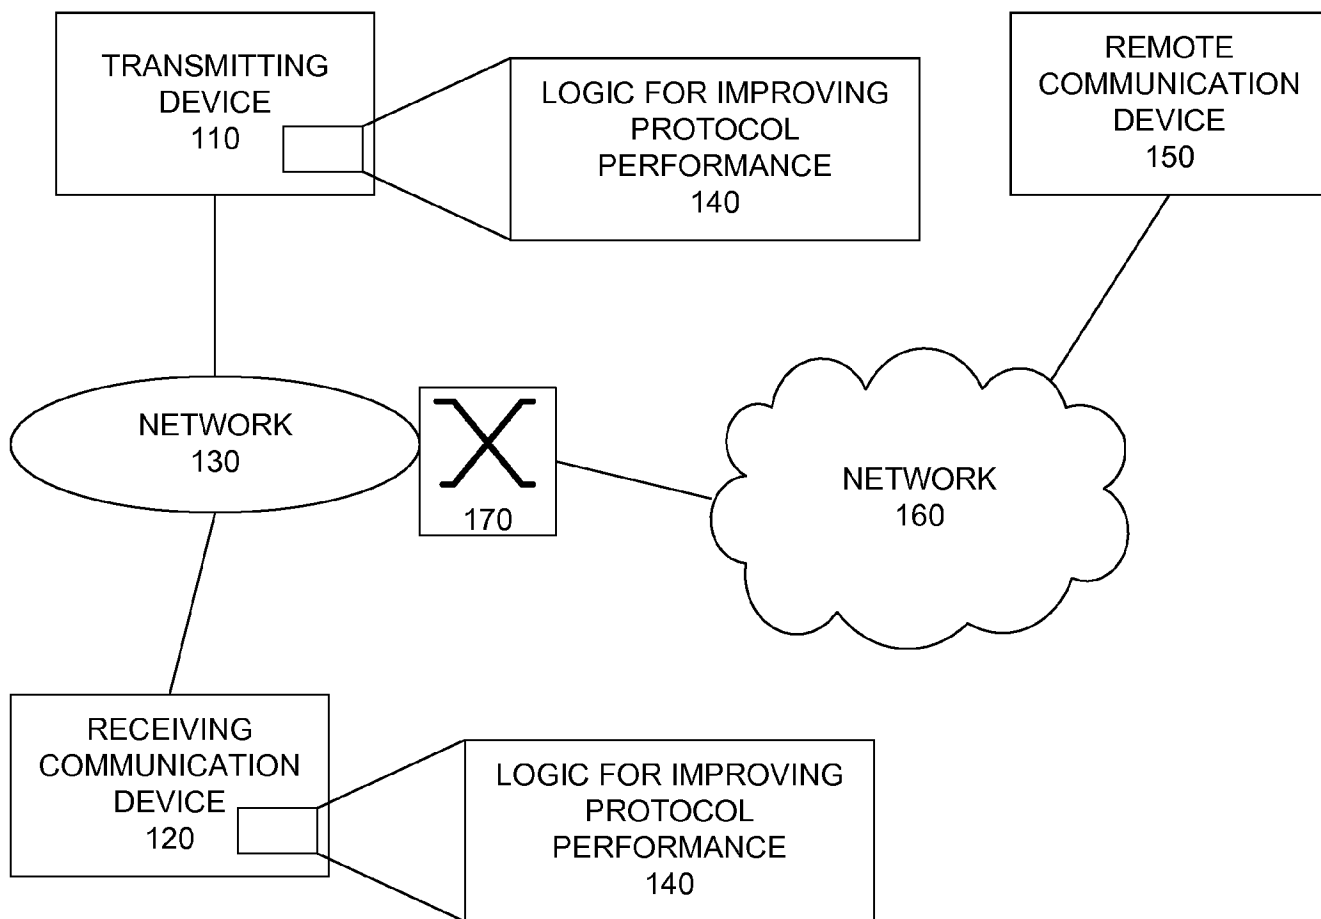 TRANSMITTING
DEVICE
110
LOGIC FOR IMPROVING
PROTOCOL
PERFORMANCE
140
REMOTE
COMMUNICATION
DEVICE
150
NETWORK
130
170
NETWORK
160
RECEIVING
COMMUNICATION
DEVICE
120
LOGIC FOR IMPROVING
PROTOCOL
PERFORMANCE
140